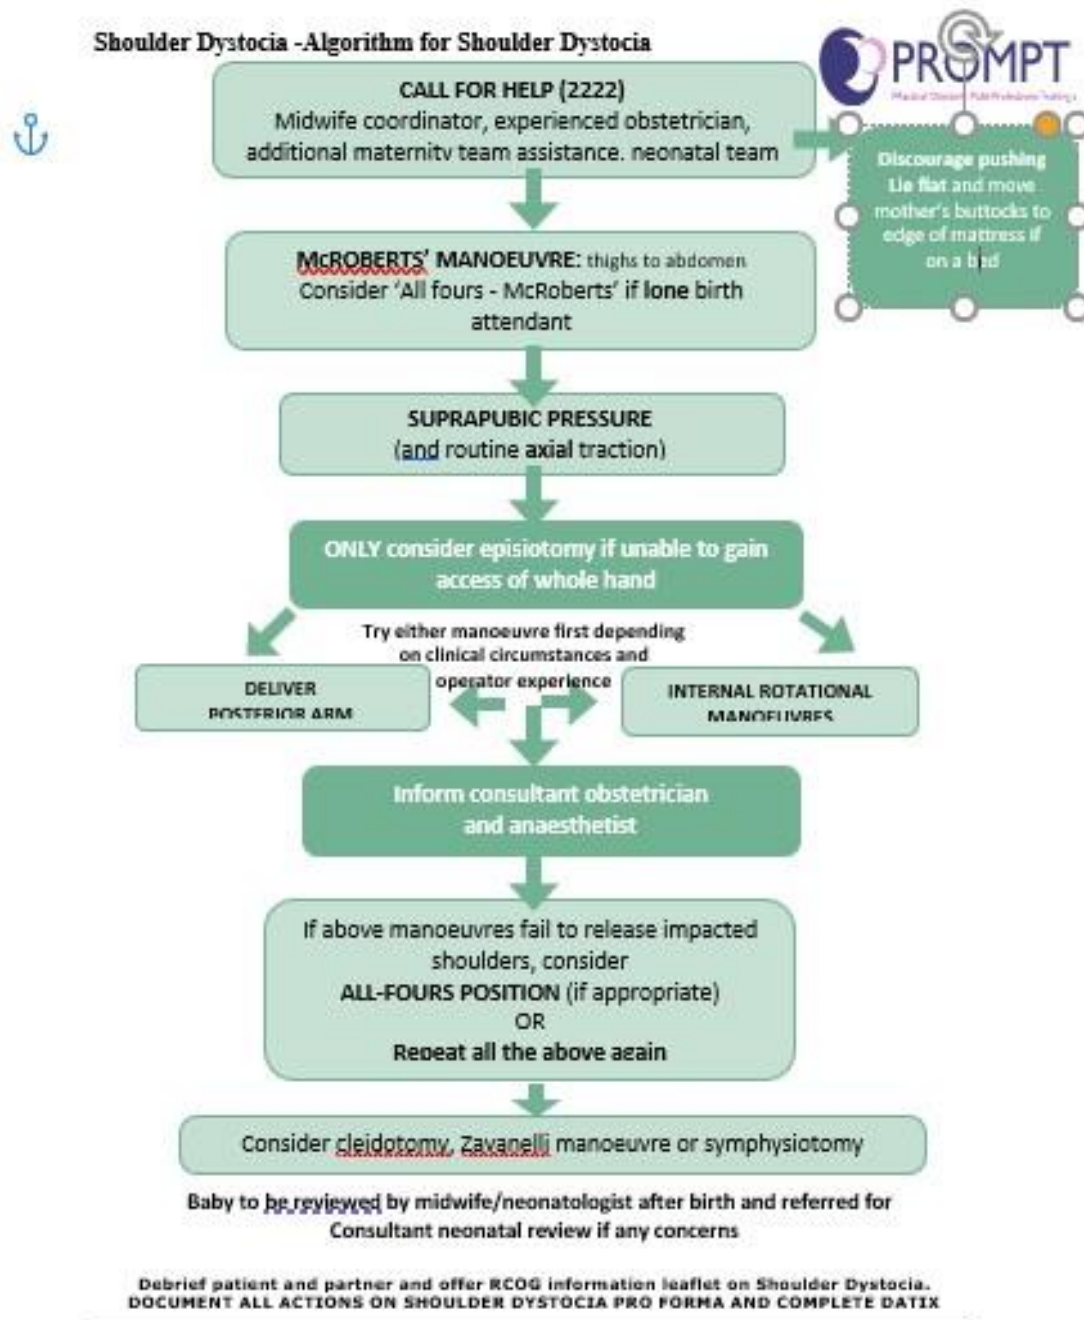 Shoulder Dystocia -Algorithm for Shoulder Dystocia
PROMPT
CALL FOR HELP (2222)
Midwife coordinator, experienced obstetrician,
additional maternity team assistance. neonatal team
Discourage pushing
Lie flat and move
mother's buttocks to
edge of mattress if
on a bed
McROBERTS' MANOEUVRE: thighs to abdomen
Consider 'All fours - McRoberts' if lone birth
attendant
SUPRAPUBIC PRESSURE
(and routine axial traction)
ONLY consider episiotomy if unable to gain
access of whole hand
Try either manoeuvre first depending
on clinical circumstances and
operator experience
DELIVER
POSTERIOR ARM
INTERNAL ROTATIONAL
MANOEUVRES
Inform consultant obstetrician
and anaesthetist
If above manoeuvres fail to release impacted
shoulders, consider
ALL-FOURS POSITION (if appropriate)
OR
Repeat all the above again
Consider cleidotomy, Zavanelli manoeuvre or symphysiotomy
Baby to be reviewed by midwife/neonatologist after birth and referred for
Consultant neonatal review if any concerns
Debrief patient and partner and offer RCOG information leaflet on Shoulder Dystocia.
DOCUMENT ALL ACTIONS ON SHOULDER DYSTOCIA PRO FORMA AND COMPLETE DATIX